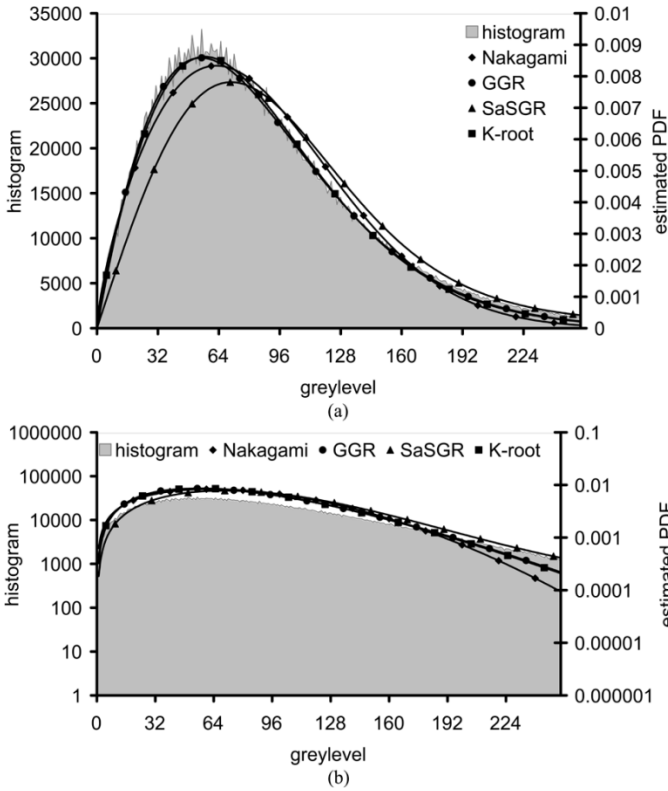 35000
30000
25000
20000
15000
10000
5000
0
histogram
histogram
Nakagami
GGR
SaSGR
K-root
0.01
0.009
0.008
0.007
0.006
0.005
0.004
0.003
0.002
0.001
0
estimated PDF
0 32 64 96 128 160 192 224
greylevel
(a)
1000000
100000
10000
1000
100
10
1
histogram
histogram Nakagami GGR SaSGR K-root
0.1
0.01
0.001
0.0001
0.00001
0.000001
estimated PDF
0 32 64 96 128 160 192 224
greylevel
(b)